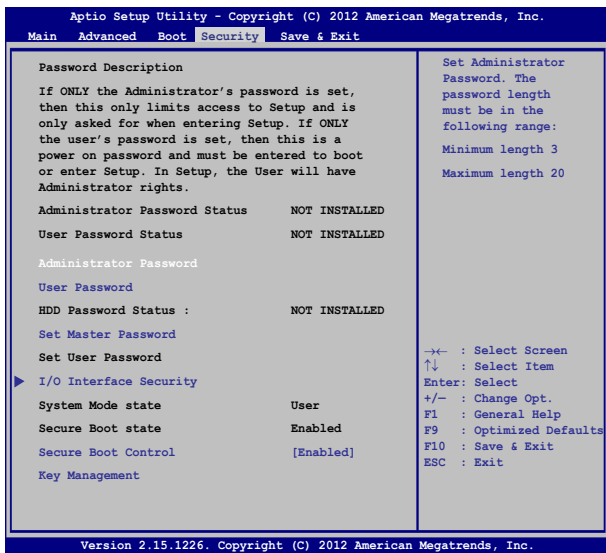 Aptio Setup Utility - Copyright (C) 2012 American Megatrends, Inc.
Main Advanced Boot Security Save & Exit
Password Description
If ONLY the Administrator's password is set,
then this only limits access to Setup and is
only asked for when entering Setup. If ONLY
the user's password is set, then this is a
power on password and must be entered to boot
or enter Setup. In Setup, the User will have
Administrator rights.
Administrator Password Status NOT INSTALLED
User Password Status NOT INSTALLED
Administrator Password
User Password
HDD Password Status : NOT INSTALLED
Set Master Password
Set User Password
I/O Interface Security
System Mode state User
Secure Boot state Enabled
Secure Boot Control [Enabled]
Key Management
Set Administrator
Password. The
password length
must be in the
following range:
Minimum length 3
Maximum length 20
→← : Select Screen
↑↓ : Select Item
Enter: Select
+/— : Change Opt.
F1 : General Help
F9 : Optimized Defaults
F10 : Save & Exit
ESC : Exit
Version 2.15.1226. Copyright (C) 2012 American Megatrends, Inc.